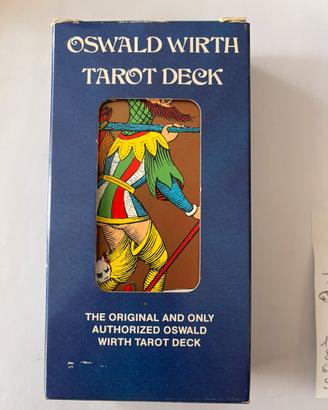 OSWALD WIRTH
TAROT DECK
THE ORIGINAL AND ONLY
AUTHORIZED OSWALD
WIRTH TAROT DECK